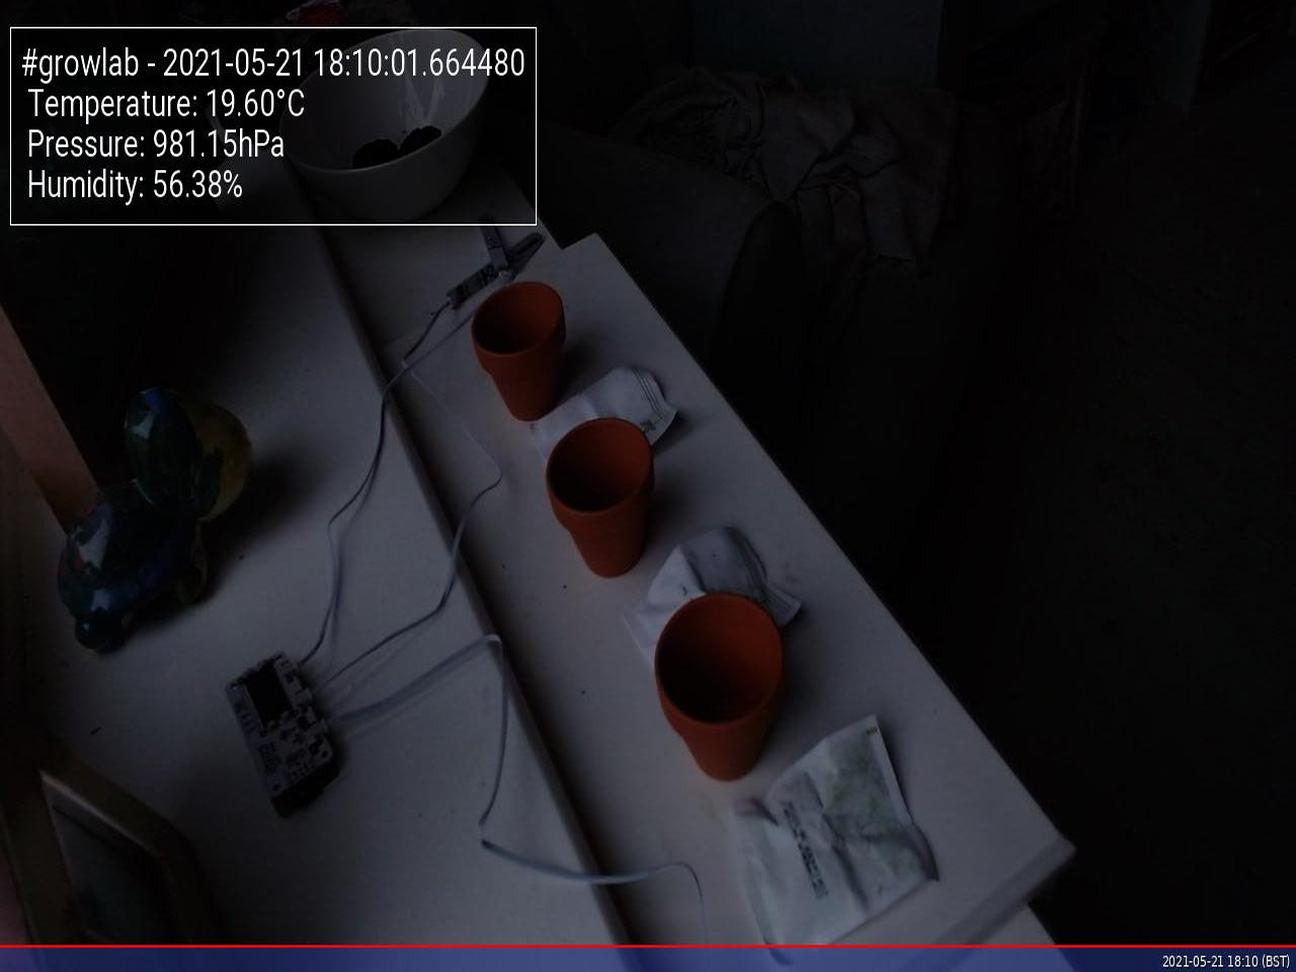 #growlab - 2021-05-21 18:10:01.664480
Temperature: 19.60°C
Pressure: 981.15hPa
Humidity: 56.38%
2021-05-21 18:10 (BST)